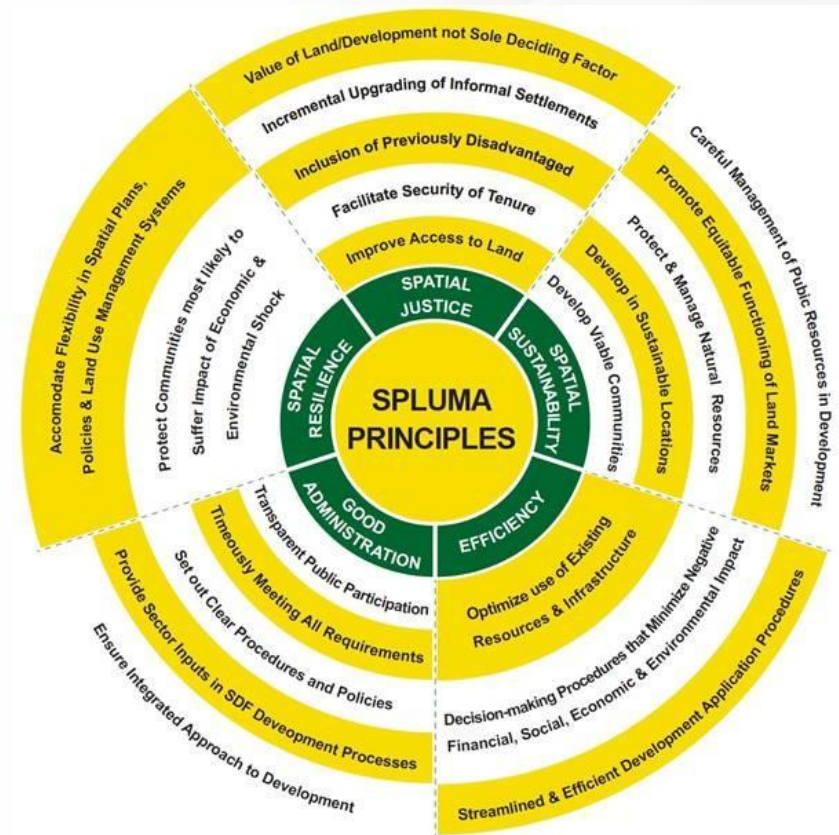 SPLUMA
PRINCIPLES
SPATIAL
JUSTICE
Improve Access to Land
Facilitate Security of Tenure
Inclusion of Previously Disadvantaged
Incremental Upgrading of Informal Settlements
Value of Land/Development not Sole Deciding Factor
SPATIAL
SUSTAINABILITY
Develop Viable Communities
Develop in Sustainable Locations
Protect & Manage Natural Resources
Promote Equitable Functioning of Land Markets
Careful Management of Pubic Resources in Development
EFFICIENCY
Optimize use of Existing
Resources & Infrastructure
Decision-making Procedures that Minimize Negative
Financial, Social, Economic & Environmental Impact
Streamlined & Efficient Development Application Procedures
GOOD
ADMINISTRATION
Transparent Public Participation
Timeously Meeting All Requirements
Set out Clear Procedures and Policies
Provide Sector Inputs in SDF Deveopment Processes
Ensure Integrated Approach to Development
SPATIAL
RESILIENCE
Accomodate Flexibility in Spatial Plans,
Policies & Land Use Management Systems
Protect Communities most likely to
Suffer Impact of Economic &
Environmental Shock